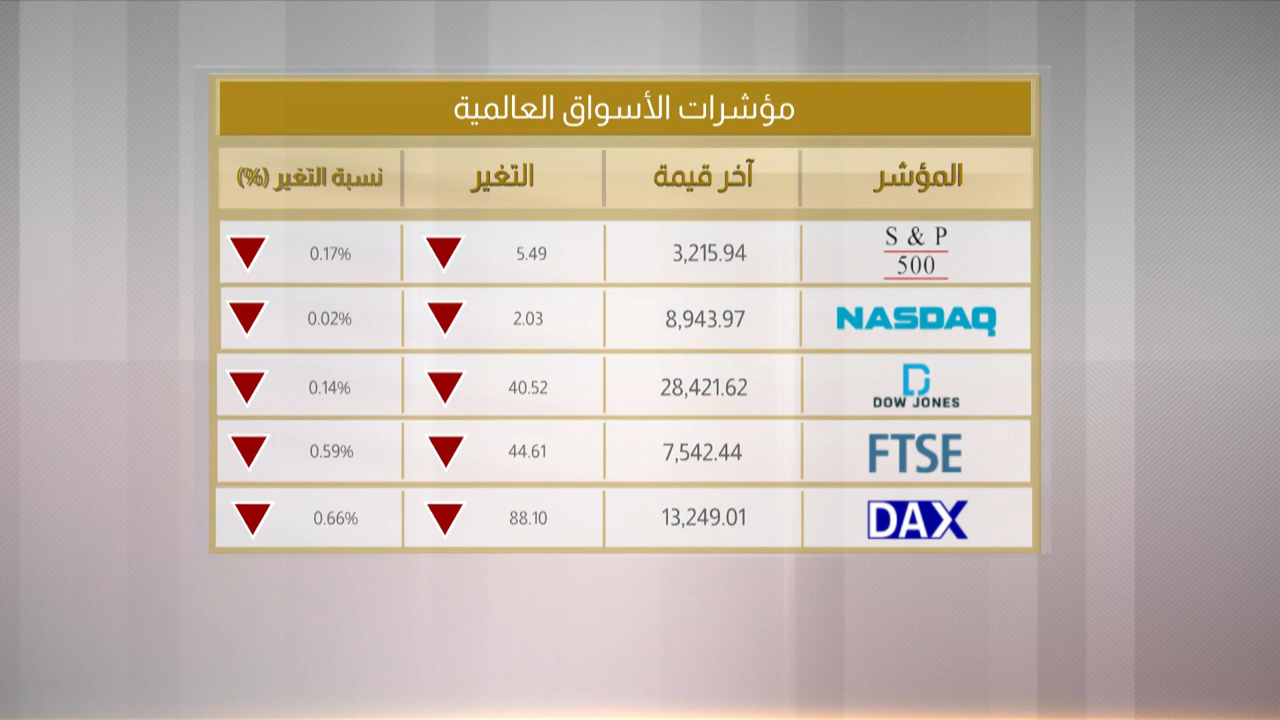 مؤشرات الأسواق العالمية
المؤشر آخر قيمة التغير نسبة التغير (%)
S & P
500 3,215.94 5.49 0.17%
NASDAQ 8,943.97 2.03 0.02%
DOW JONES 28,421.62 40.52 0.14%
FTSE 7,542.44 44.61 0.59%
DAX 13,249.01 88.10 0.66%